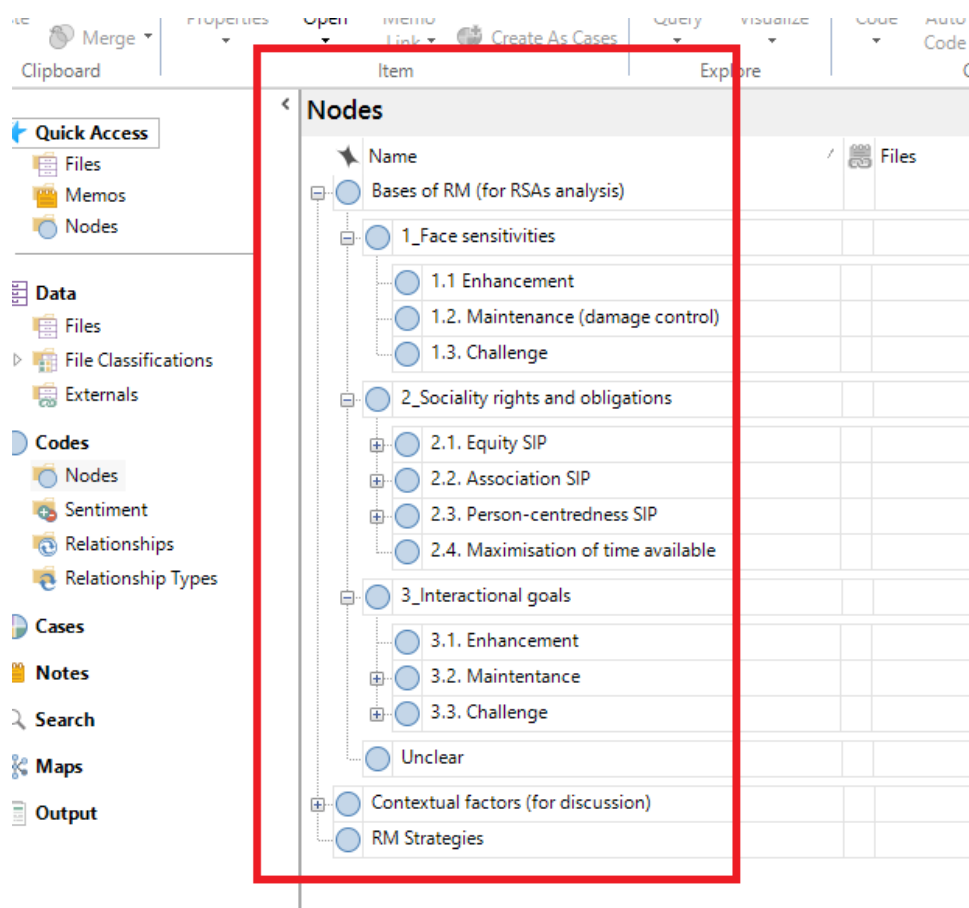 Properties Open Memo Query Visualize Code Auto
Merge Link Create As Cases Code
Clipboard Item Explore
Nodes
Quick Access
Files
Memos
Nodes
Data
Files
File Classifications
Externals
Codes
Nodes
Sentiment
Relationships
Relationship Types
Cases
Notes
Search
Maps
Output
Name Files
Bases of RM (for RSAs analysis)
1_Face sensitivities
1.1 Enhancement
1.2. Maintenance (damage control)
1.3. Challenge
2_Sociality rights and obligations
2.1. Equity SIP
2.2. Association SIP
2.3. Person-centredness SIP
2.4. Maximisation of time available
3_Interactional goals
3.1. Enhancement
3.2. Maintentance
3.3. Challenge
Unclear
Contextual factors (for discussion)
RM Strategies